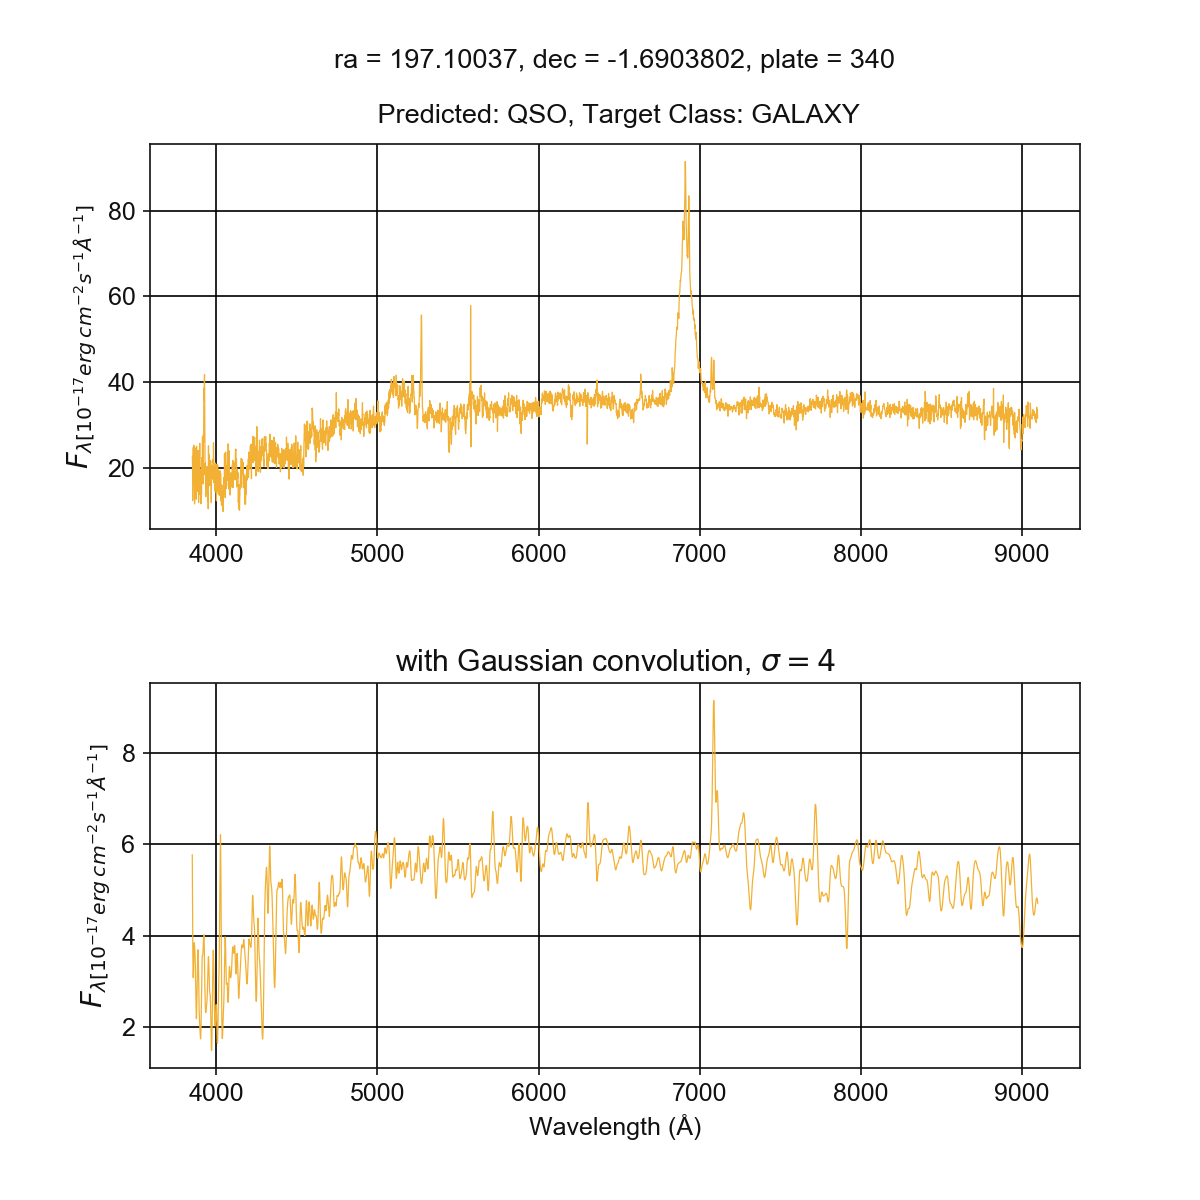 ra = 197.10037, dec = -1.6903802, plate = 340
Predicted: QSO, Target Class: GALAXY
F_λ[10⁻¹⁷erg cm⁻²s⁻¹Å⁻¹]
80
60
40
20
4000 5000 6000 7000 8000 9000
with Gaussian convolution, σ = 4
F_λ[10⁻¹⁷erg cm⁻²s⁻¹Å⁻¹]
8
6
4
2
4000 5000 6000 7000 8000 9000
Wavelength (Å)